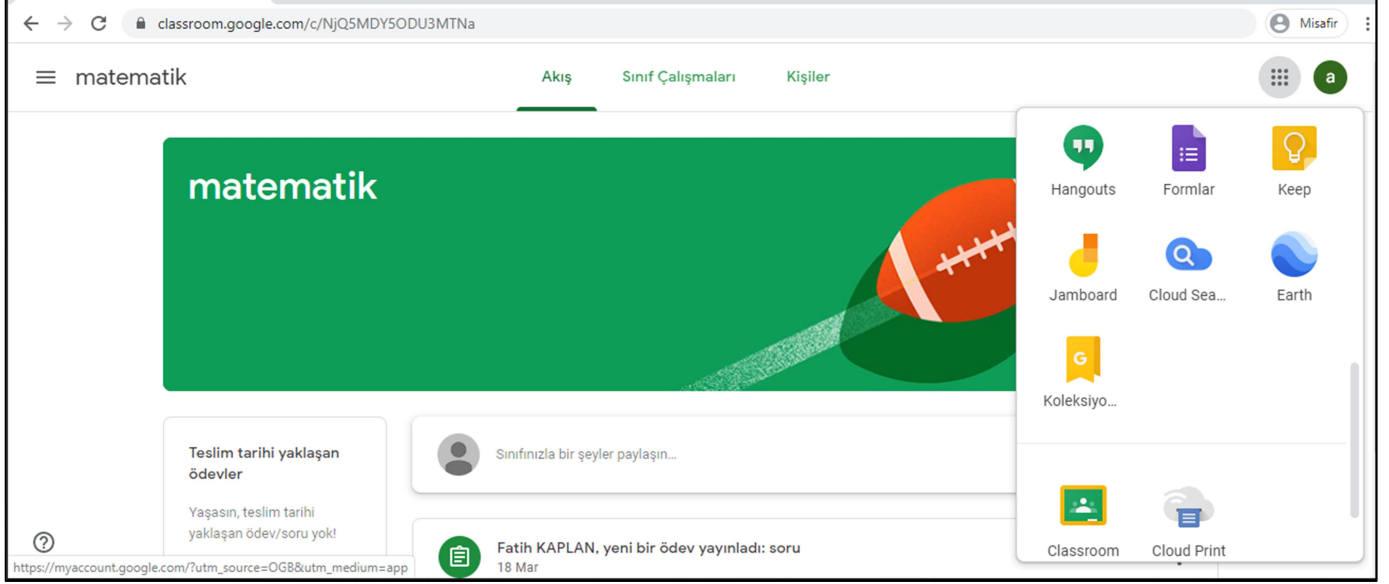 classroom.google.com/c/NjQ5MDY5ODU3MTNa
Misafir
matematik
Akış
Sınıf Çalışmaları
Kişiler
a
matematik
Hangouts
Formlar
Keep
Jamboard
Cloud Sea...
Earth
G
Koleksiyo...
Classroom
Cloud Print
Teslim tarihi yaklaşan
ödevler
Yaşasın, teslim tarihi
yaklaşan ödev/soru yok!
Sınıfınızla bir şeyler paylaşın...
Fatih KAPLAN, yeni bir ödev yayınladı: soru
18 Mar
https://myaccount.google.com/?utm_source=OGB&utm_medium=app